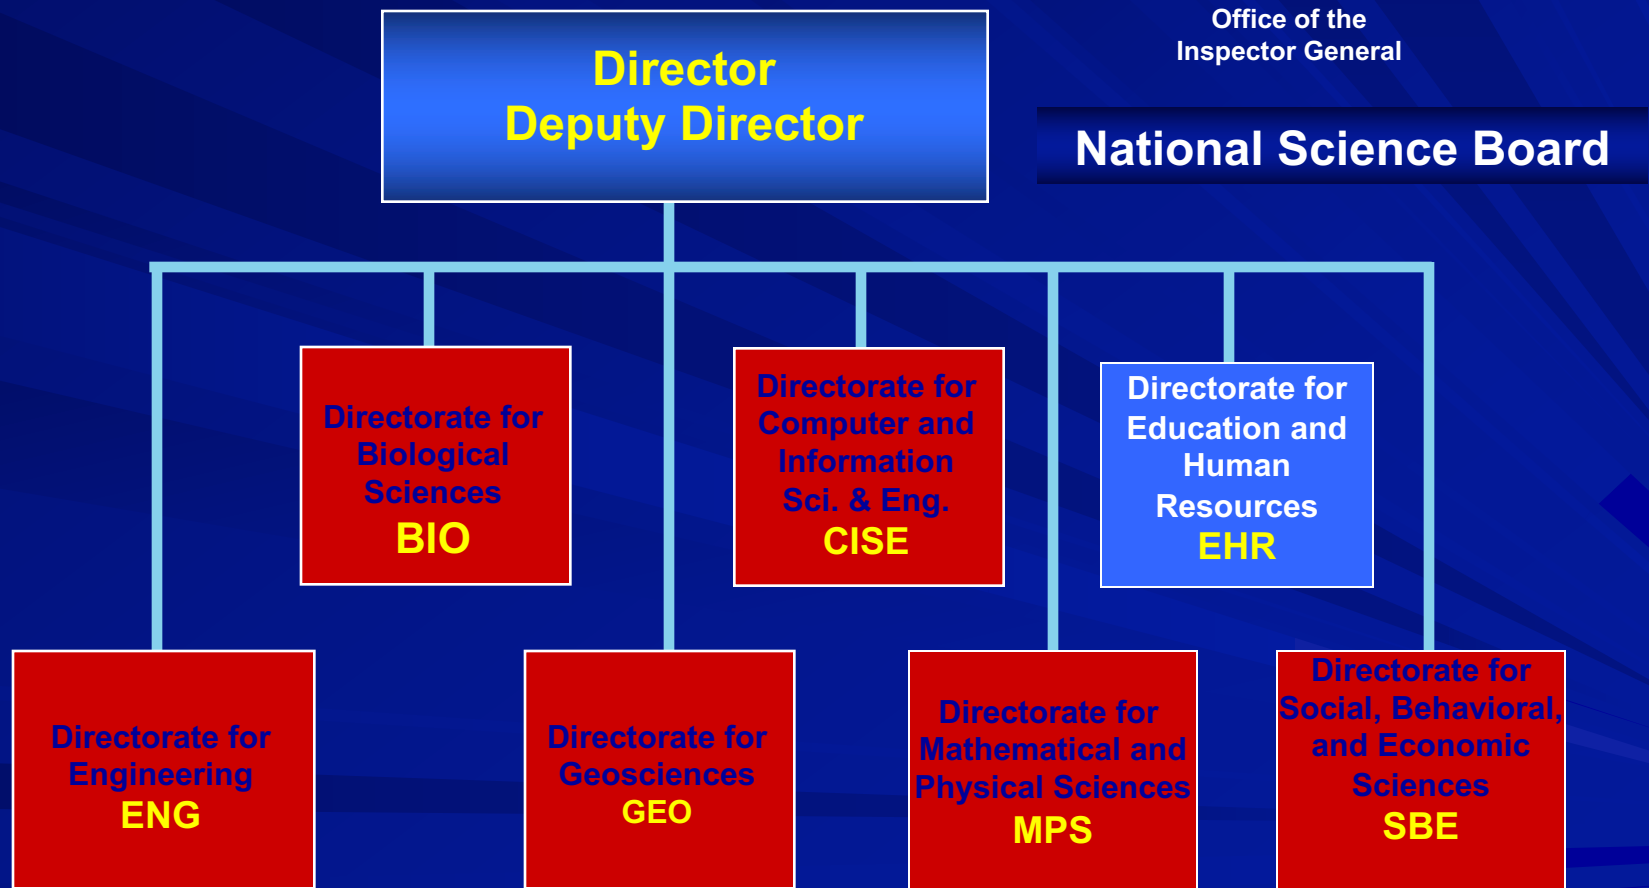 Office of the
Inspector General
Director
Deputy Director
National Science Board
Directorate for
Biological
Sciences
BIO
Directorate for
Computer and
Information
Sci. & Eng.
CISE
Directorate for
Education and
Human
Resources
EHR
Directorate for
Engineering
ENG
Directorate for
Geosciences
GEO
Directorate for
Mathematical and
Physical Sciences
MPS
Directorate for
Social, Behavioral,
and Economic
Sciences
SBE